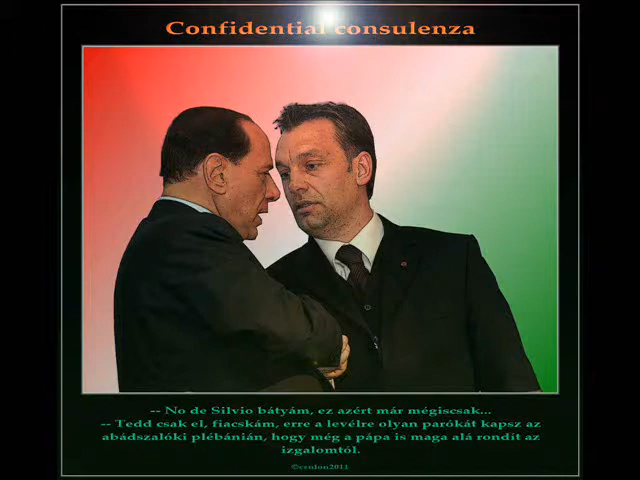 Confidential consulenza
-- No de Silvio bátyám, ez azért már mégiscsak...
-- Tedd csak el, fiacskám, erre a levélre olyan parókát kapsz az
abádszalóki plébánián, hogy még a pápa is maga alá rondít az
izgalomtól.